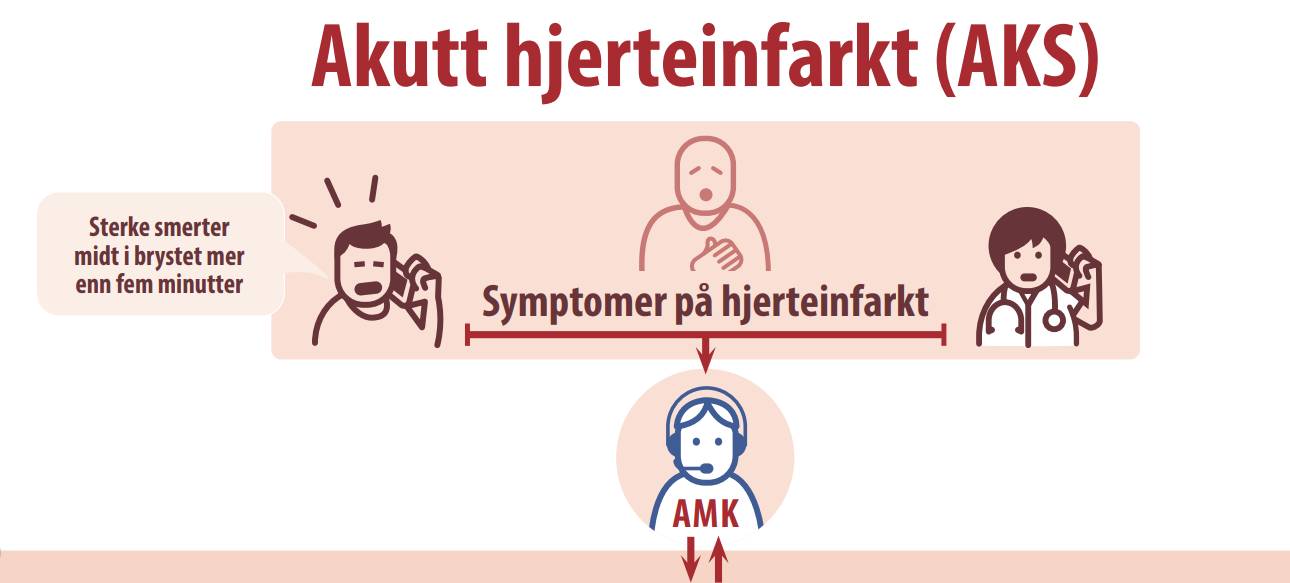 Akutt hjerteinfarkt (AKS)
Sterke smerter
midt i brystet mer
enn fem minutter
Symptomer på hjerteinfarkt
AMK